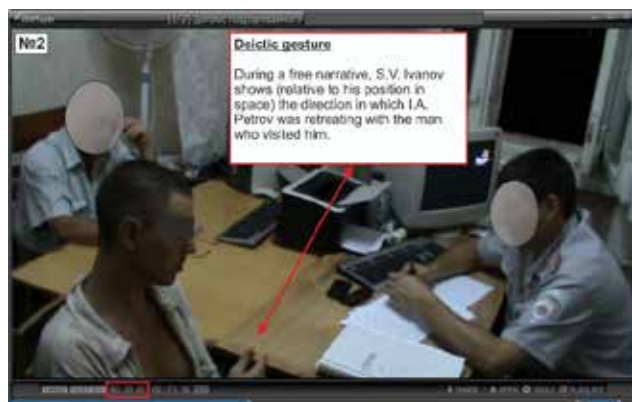 №2
Deictic gesture
During a free narrative, S.V. Ivanov
shows (relative to his position in
space) the direction in which I.A.
Petrov was retreating with the man
who visited him.